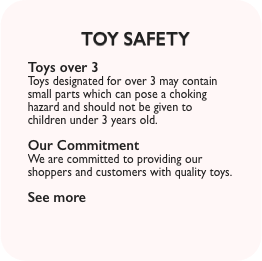 TOY SAFETY
Toys over 3
Toys designated for over 3 may contain
small parts which can pose a choking
hazard and should not be given to
children under 3 years old.
Our Commitment
We are committed to providing our
shoppers and customers with quality toys.
See more